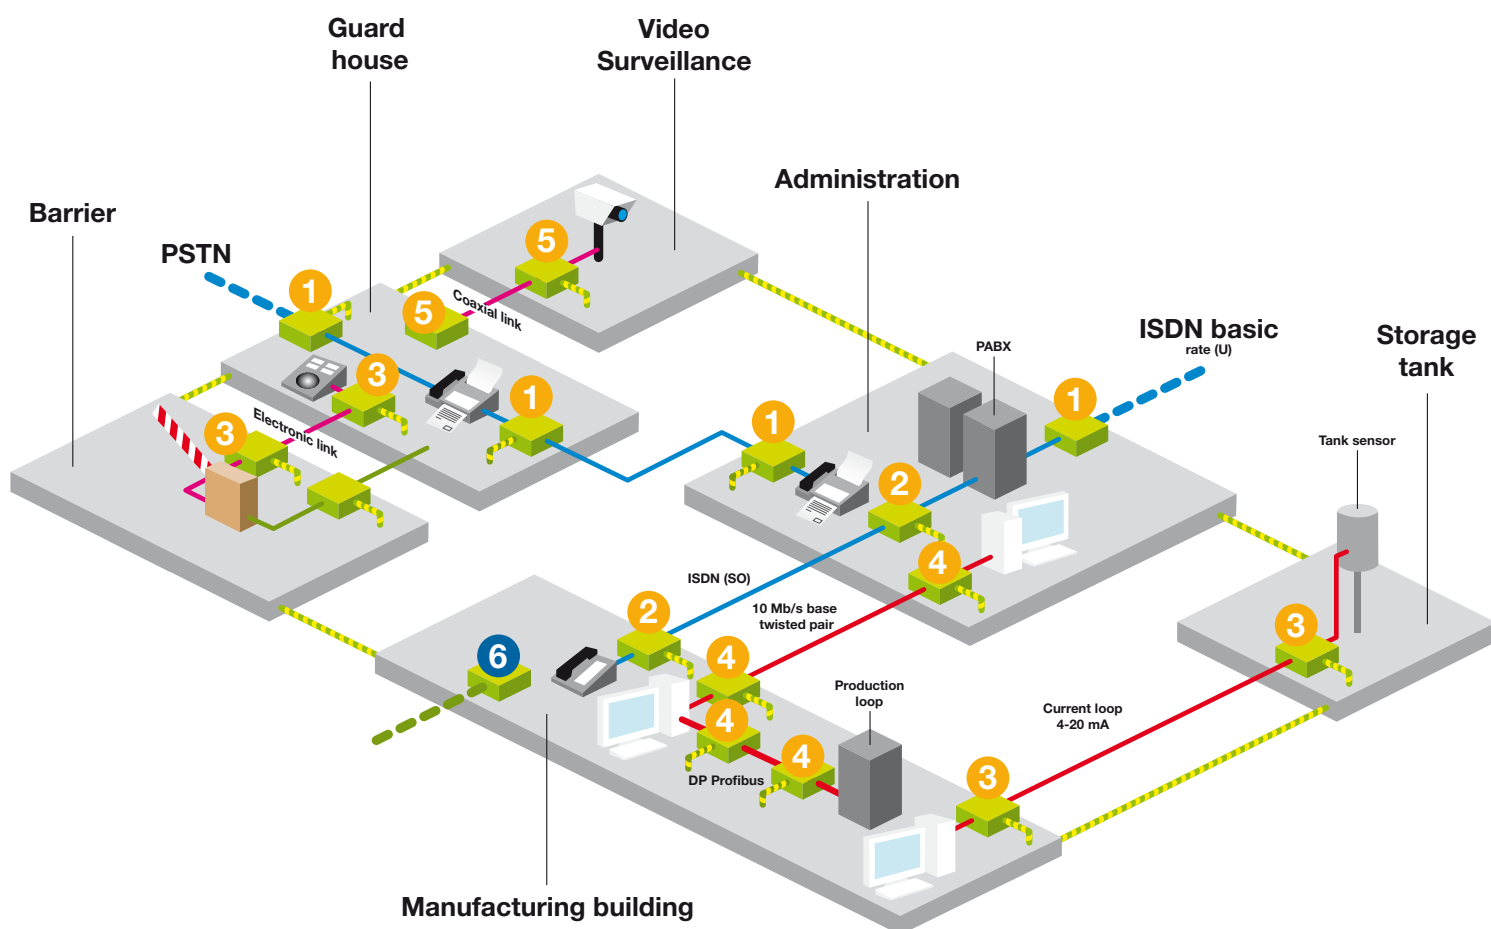 Guard
house
Video
Surveillance
Administration
Barrier
PSTN
5
1
Coaxial link
5
ISDN basic
rate (U)
Storage
tank
PABX
3
1
1
1
Tank sensor
3
Electronic link
2
4
ISDN (SO)
10 Mb/s base
twisted pair
2
3
6
4
Production
loop
4
4
DP Profibus
Current loop
4-20 mA
3
Manufacturing building